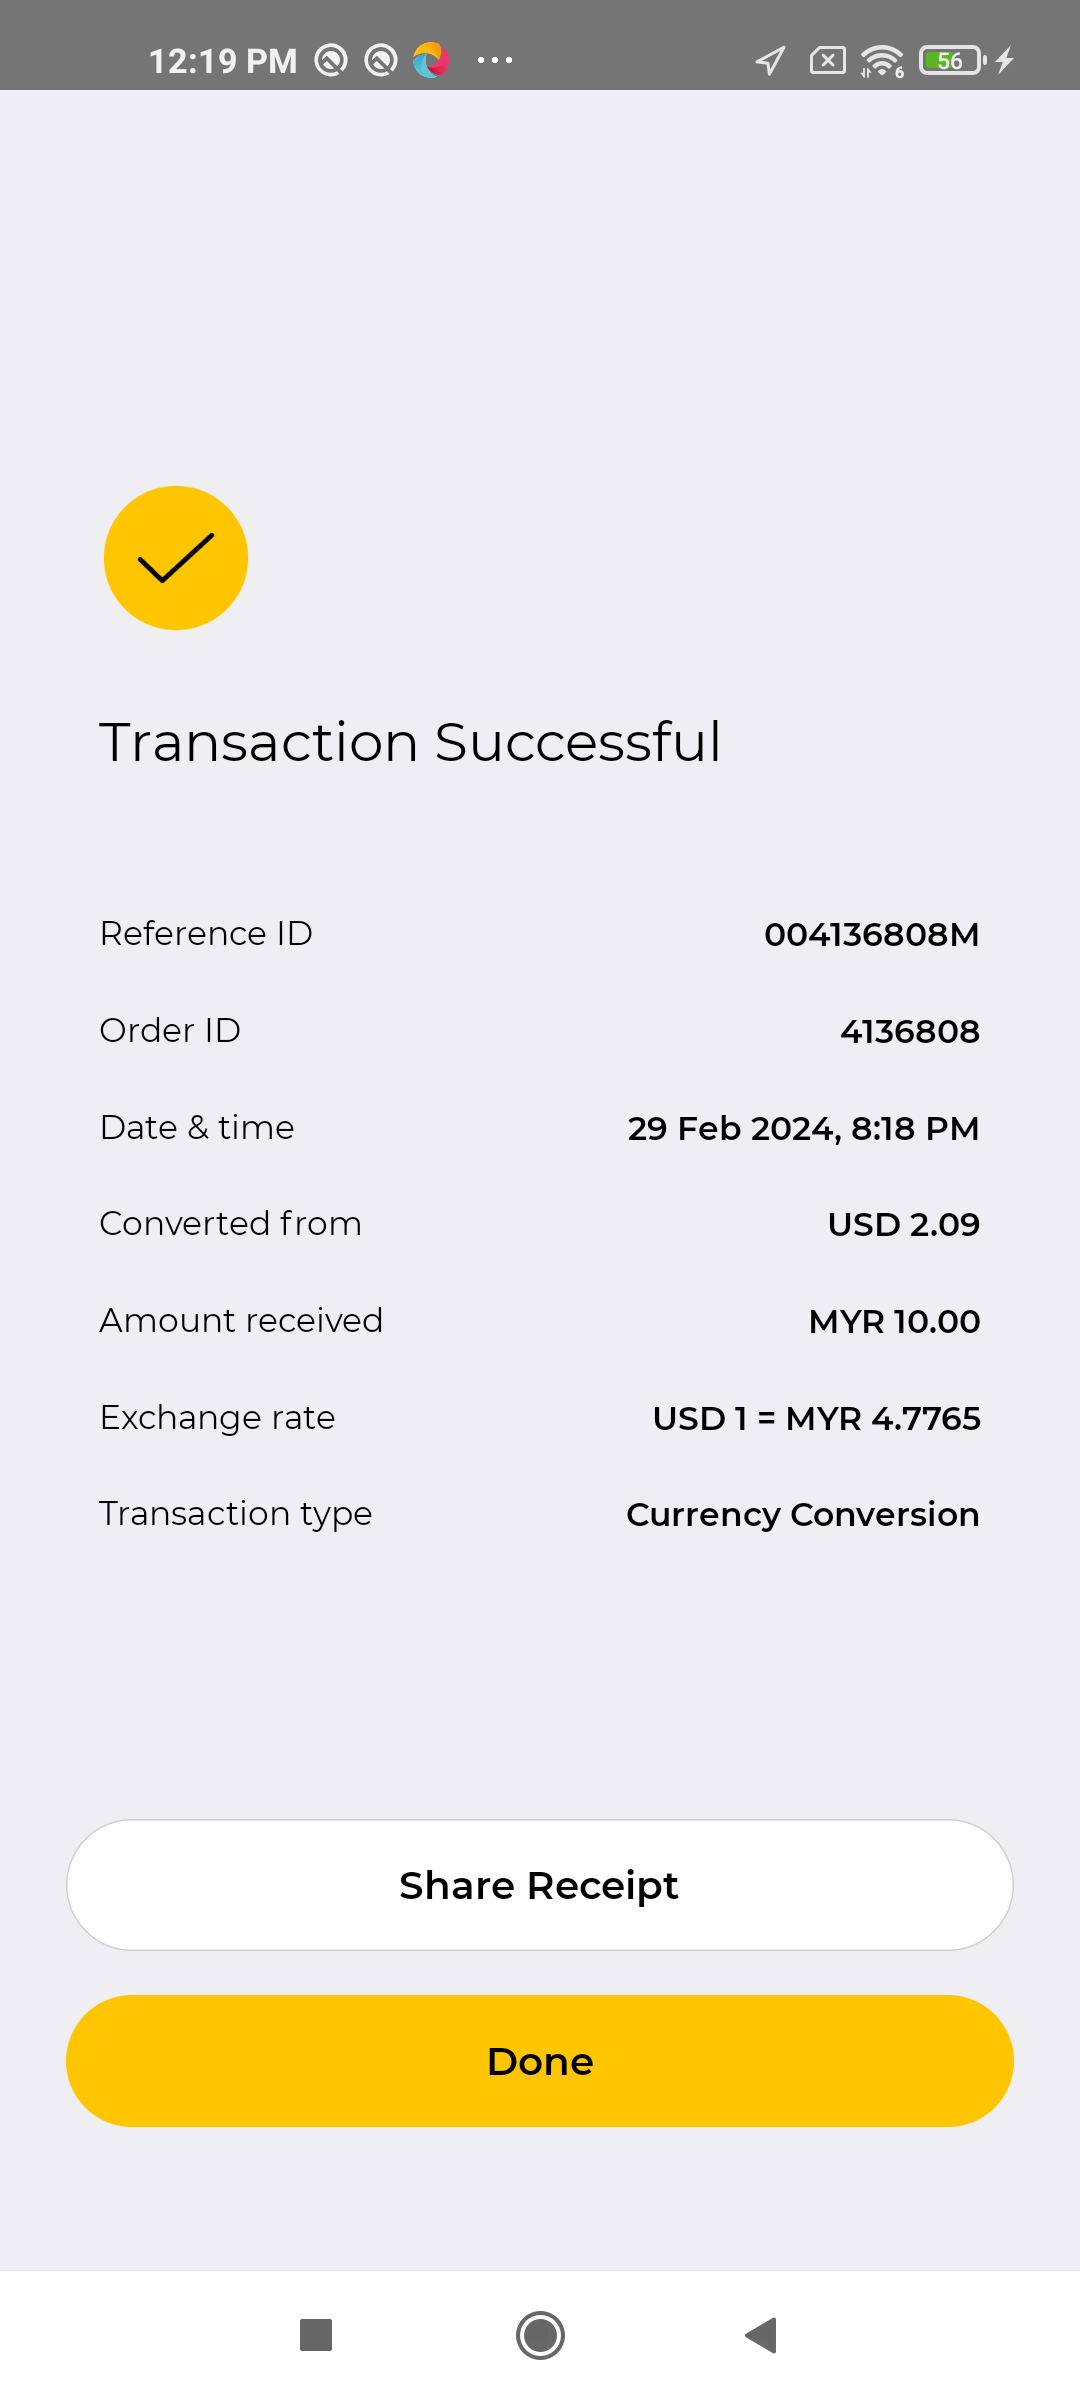 12:19 PM
6
56
Transaction Successful
Reference ID 004136808M
Order ID 4136808
Date & time 29 Feb 2024, 8:18 PM
Converted from USD 2.09
Amount received MYR 10.00
Exchange rate USD 1 = MYR 4.7765
Transaction type Currency Conversion
Share Receipt
Done